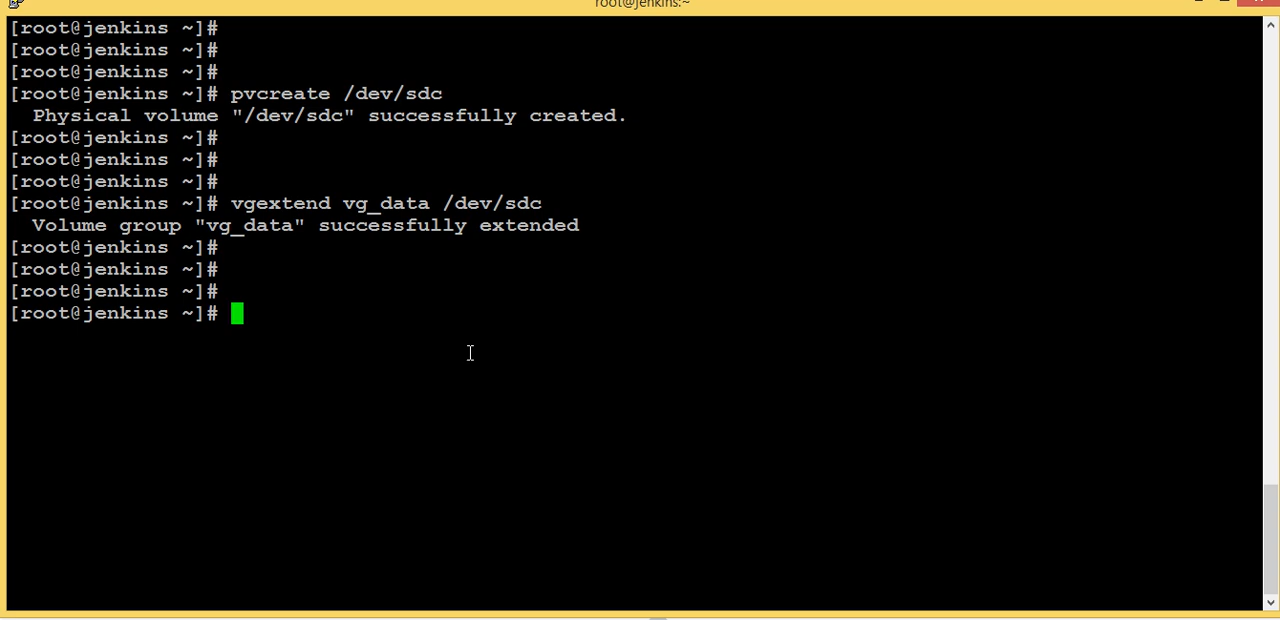 root@jenkins:~
[root@jenkins ~]#
[root@jenkins ~]#
[root@jenkins ~]#
[root@jenkins ~]# pvcreate /dev/sdc
  Physical volume "/dev/sdc" successfully created.
[root@jenkins ~]#
[root@jenkins ~]#
[root@jenkins ~]#
[root@jenkins ~]# vgextend vg_data /dev/sdc
  Volume group "vg_data" successfully extended
[root@jenkins ~]#
[root@jenkins ~]#
[root@jenkins ~]#
[root@jenkins ~]#